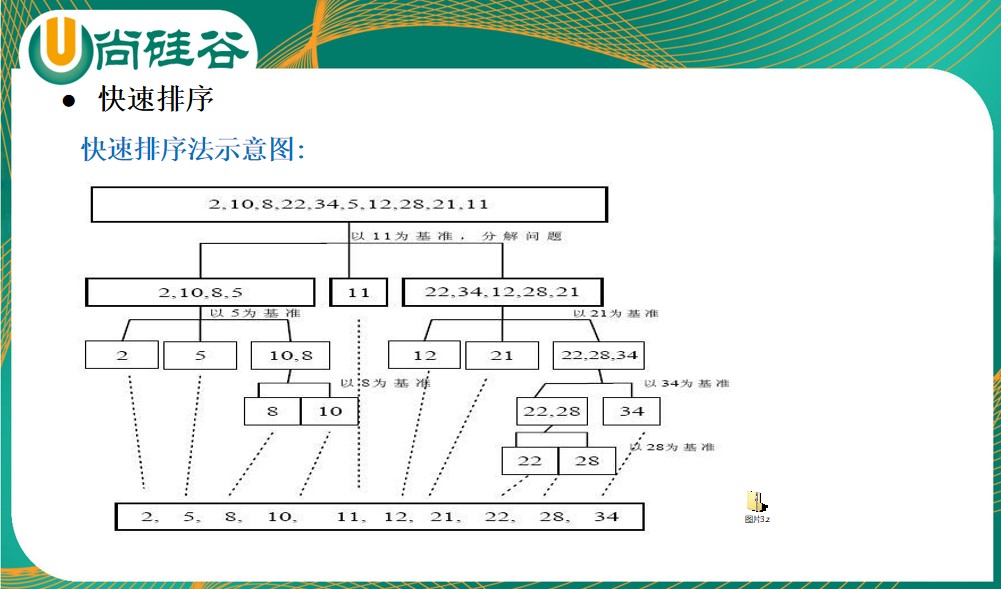 尚硅谷
● 快速排序
快速排序法示意图：
2,10,8,22,34,5,12,28,21,11
以11为基准，分解问题
2,10,8,5
11
22,34,12,28,21
以5为基准
以21为基准
2
5
10,8
12
21
22,28,34
以8为基准
以34为基准
8
10
22,28
34
以28为基准
22
28
2, 5, 8, 10, 11, 12, 21, 22, 28, 34
图片3z